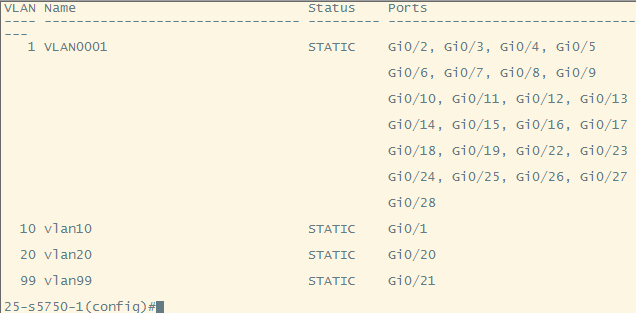 VLAN Name                             Status    Ports
---- -------------------------------- --------- --------------------------------
---
   1 VLAN0001                         STATIC    Gi0/2, Gi0/3, Gi0/4, Gi0/5
                                                Gi0/6, Gi0/7, Gi0/8, Gi0/9
                                                Gi0/10, Gi0/11, Gi0/12, Gi0/13
                                                Gi0/14, Gi0/15, Gi0/16, Gi0/17
                                                Gi0/18, Gi0/19, Gi0/22, Gi0/23
                                                Gi0/24, Gi0/25, Gi0/26, Gi0/27
                                                Gi0/28
  10 vlan10                           STATIC    Gi0/1
  20 vlan20                           STATIC    Gi0/20
  99 vlan99                           STATIC    Gi0/21
25-s5750-1(config)#